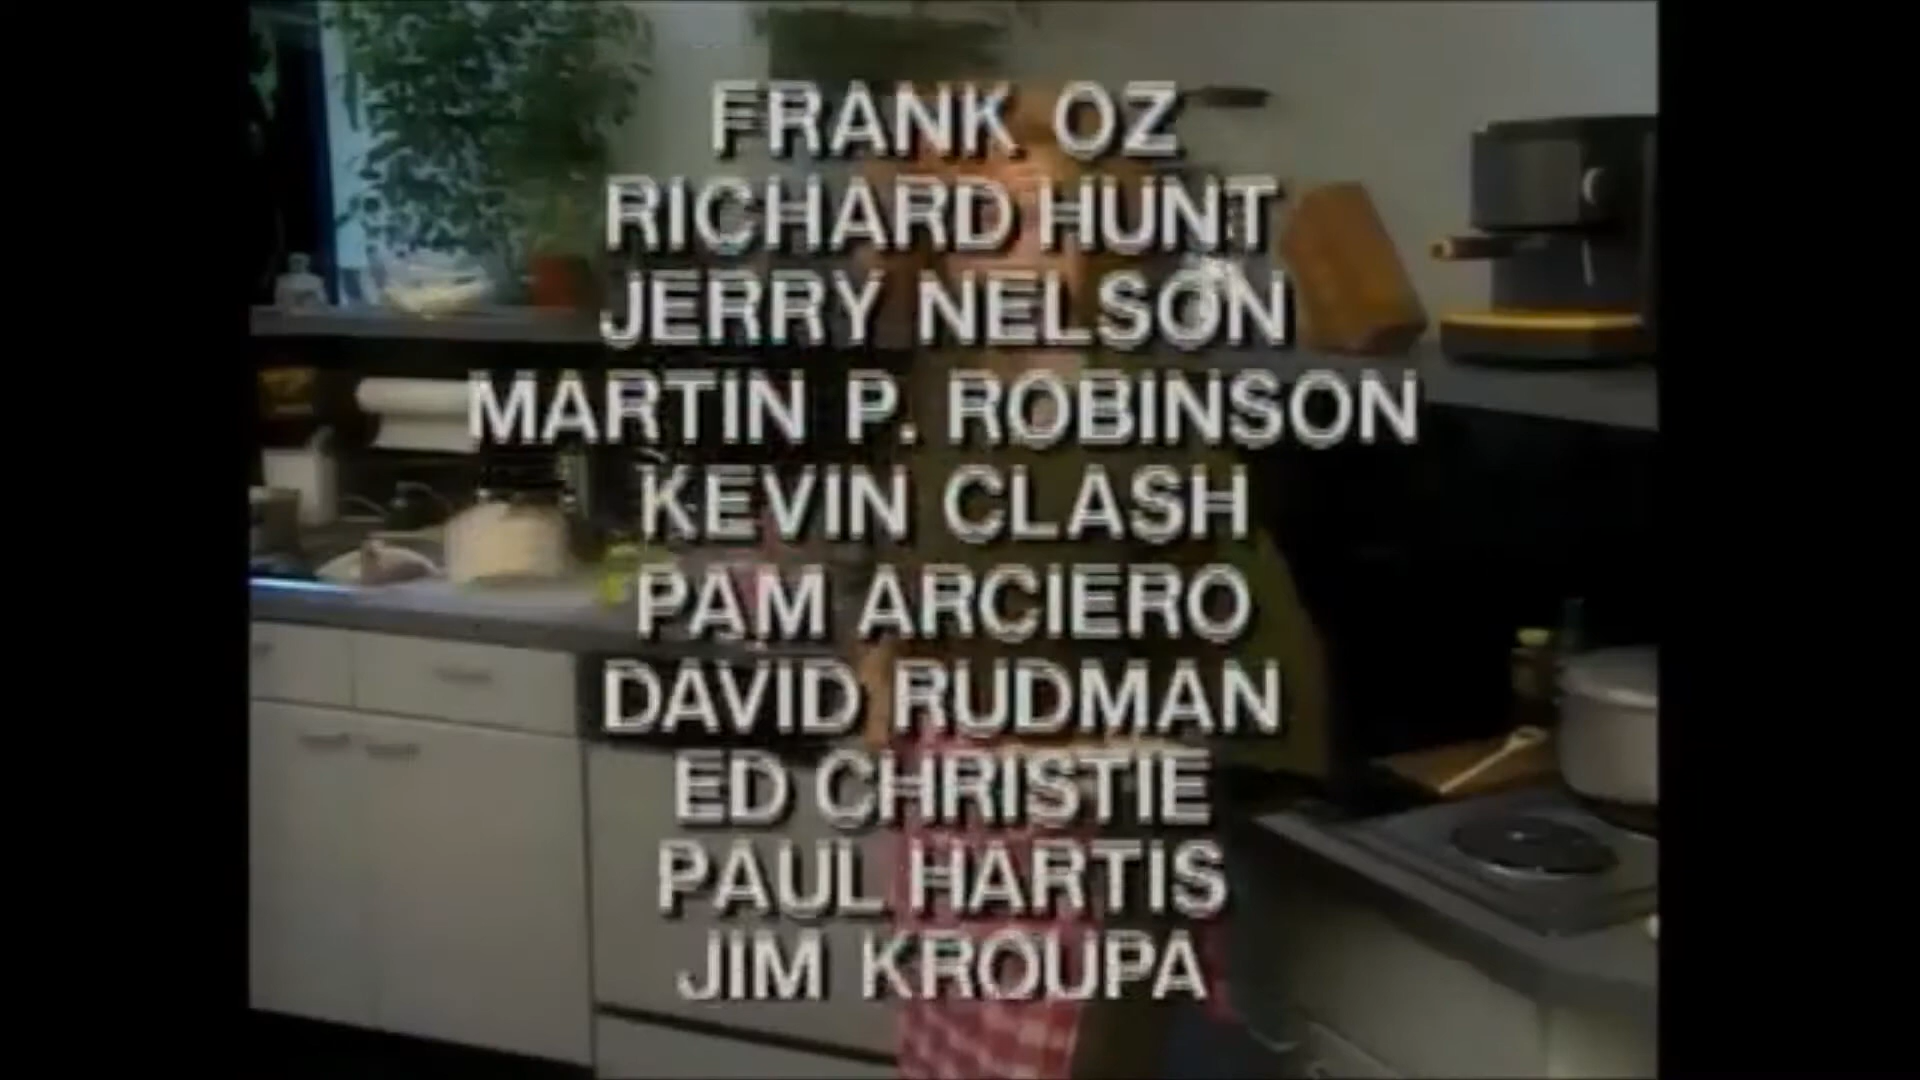 FRANK OZ
RICHARD HUNT
JERRY NELSON
MARTIN P. ROBINSON
KEVIN CLASH
PAM ARCIERO
DAVID RUDMAN
ED CHRISTIE
PAUL HARTIS
JIM KROUPA